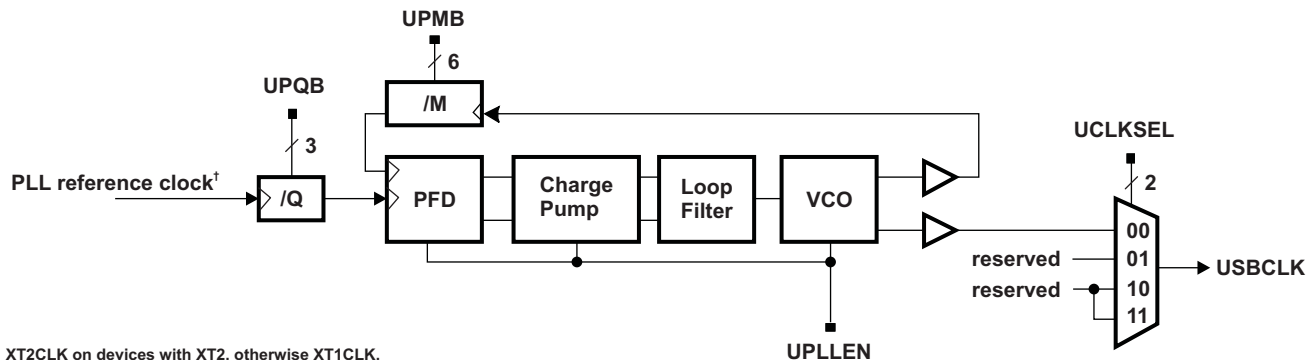 UPMB
6
/M
UPQB
3
PLL reference clock†
/Q
PFD
Charge
Pump
Loop
Filter
VCO
UCLKSEL
2
00
reserved
01
reserved
10
11
USBCLK
UPLLEN
XT2CLK on devices with XT2, otherwise XT1CLK.